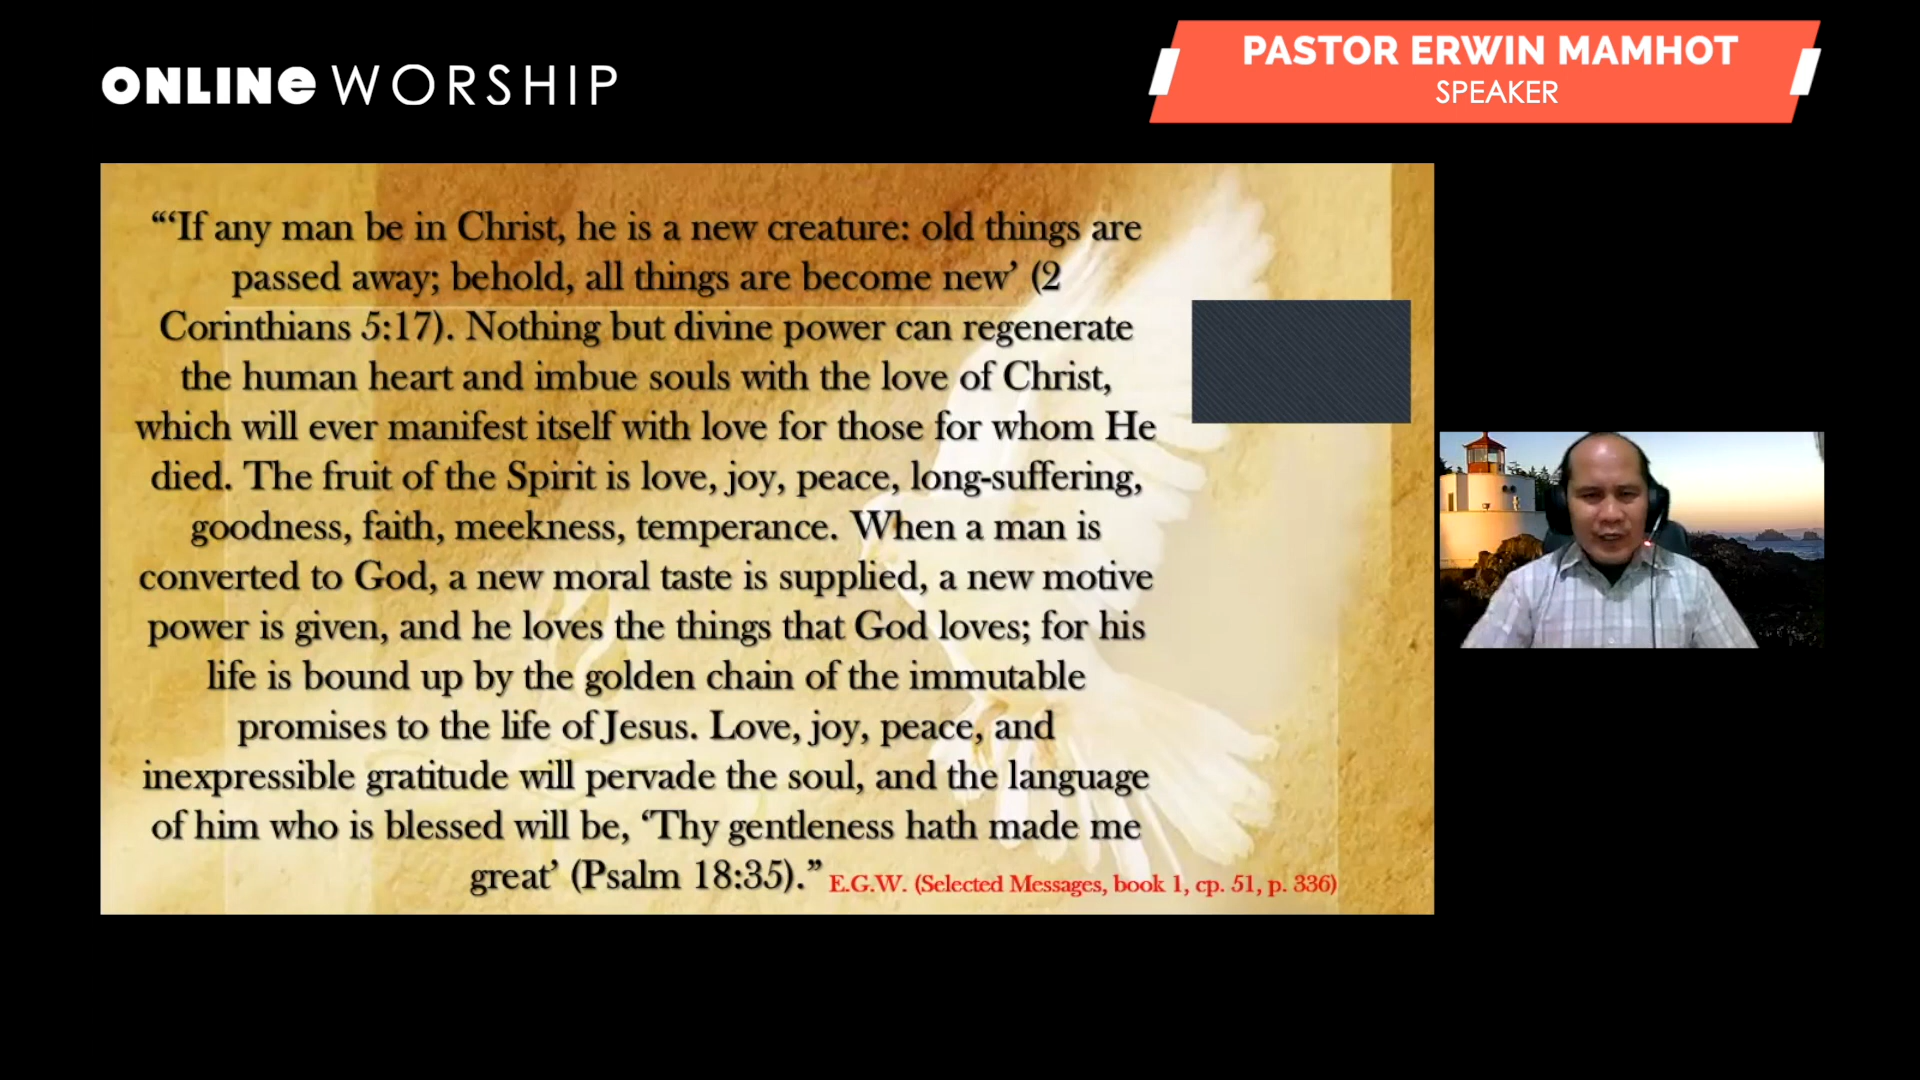 ONLINe WORSHIP
PASTOR ERWIN MAMHOT
SPEAKER
“‘If any man be in Christ, he is a new creature: old things are
passed away; behold, all things are become new’ (2
Corinthians 5:17). Nothing but divine power can regenerate
the human heart and imbue souls with the love of Christ,
which will ever manifest itself with love for those for whom He
died. The fruit of the Spirit is love, joy, peace, long-suffering,
goodness, faith, meekness, temperance. When a man is
converted to God, a new moral taste is supplied, a new motive
power is given, and he loves the things that God loves; for his
life is bound up by the golden chain of the immutable
promises to the life of Jesus. Love, joy, peace, and
inexpressible gratitude will pervade the soul, and the language
of him who is blessed will be, ‘Thy gentleness hath made me
great’ (Psalm 18:35).” E.G.W. (Selected Messages, book 1, cp. 51, p. 336)